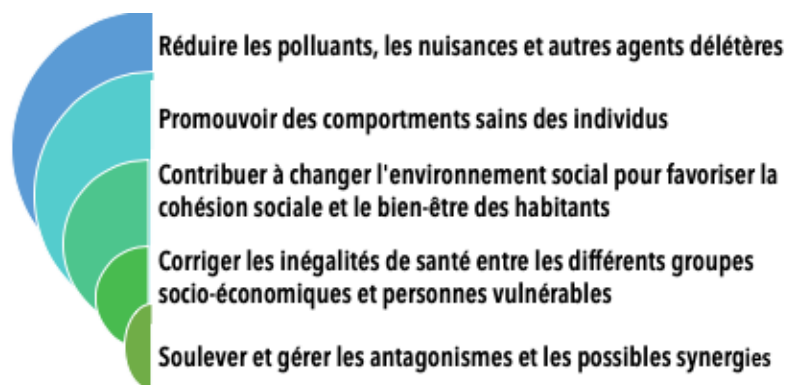 Réduire les polluants, les nuisances et autres agents délétères
Promouvoir des comportments sains des individus
Contribuer à changer l'environnement social pour favoriser la
cohésion sociale et le bien-être des habitants
Corriger les inégalités de santé entre les différents groupes
socio-économiques et personnes vulnérables
Soulever et gérer les antagonismes et les possibles synergies